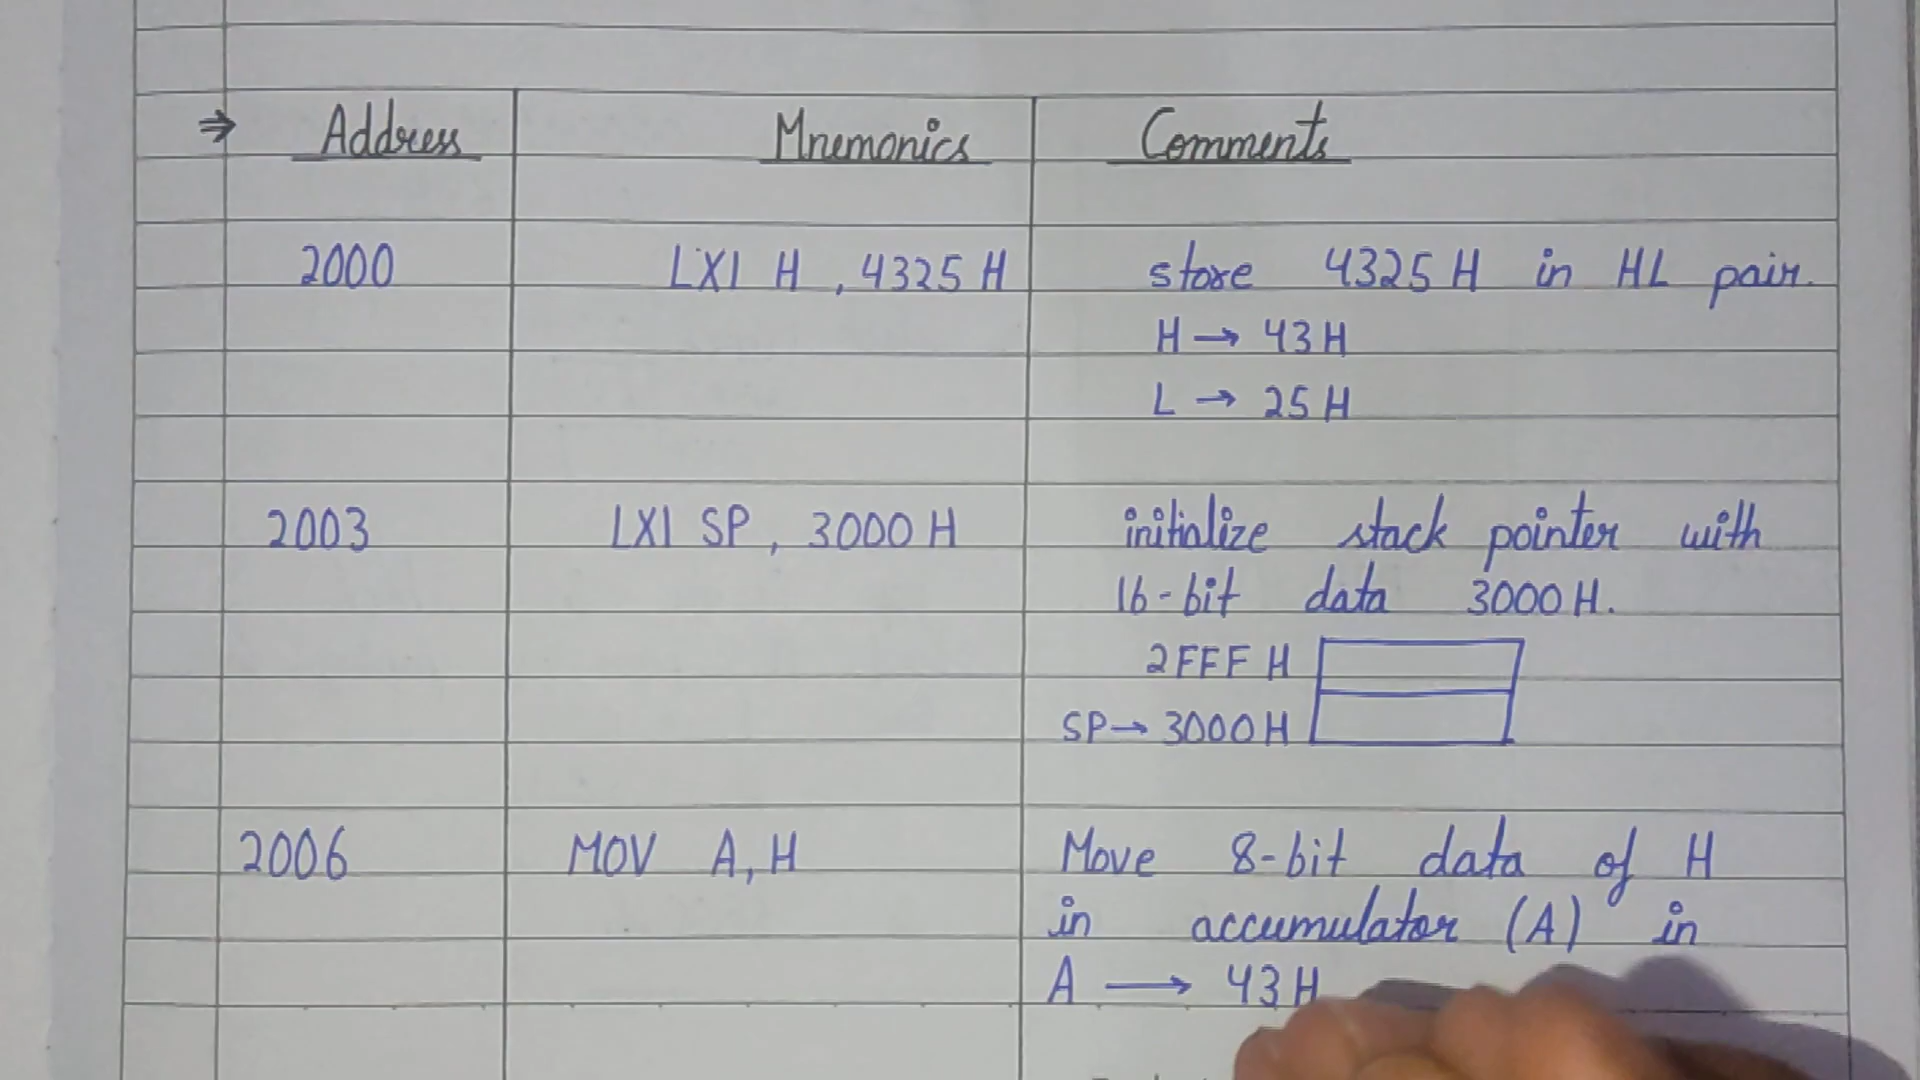 ⇒ Address Mnemonics Comments
2000 LXI H , 4325 H store 4325 H in HL pair.
H → 43 H
L → 25 H
2003 LXI SP , 3000 H initialize stack pointer with
16-bit data 3000 H.
2FFF H
SP → 3000 H
2006 MOV A, H Move 8-bit data of H
in accumulator (A) in
A → 43 H